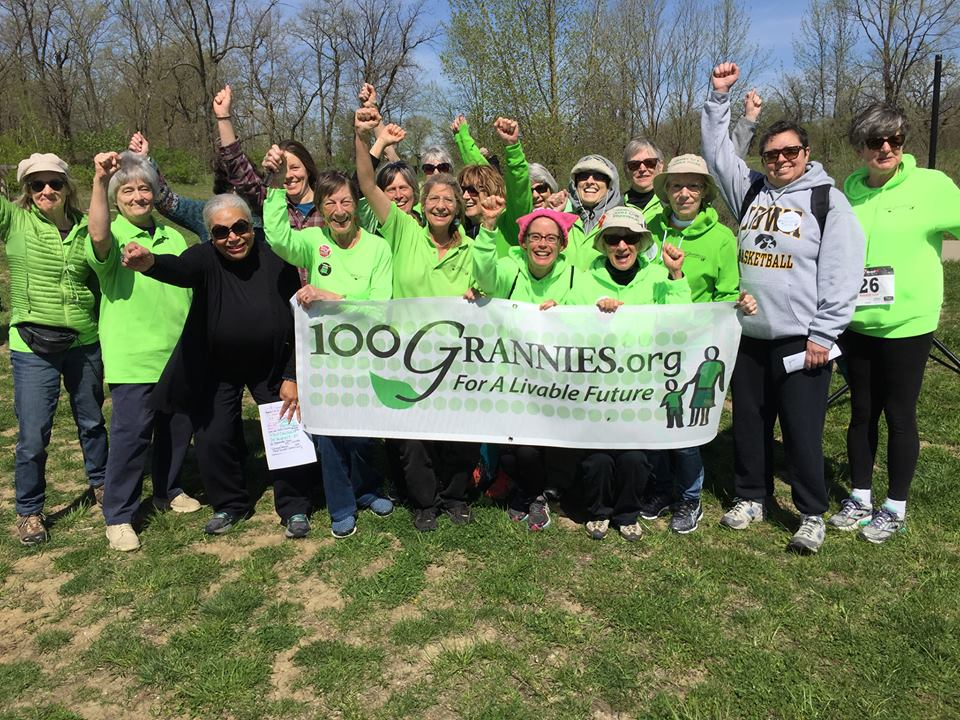 100GRANNIES.org
For A Livable Future
IOWA
BASKETBALL
26